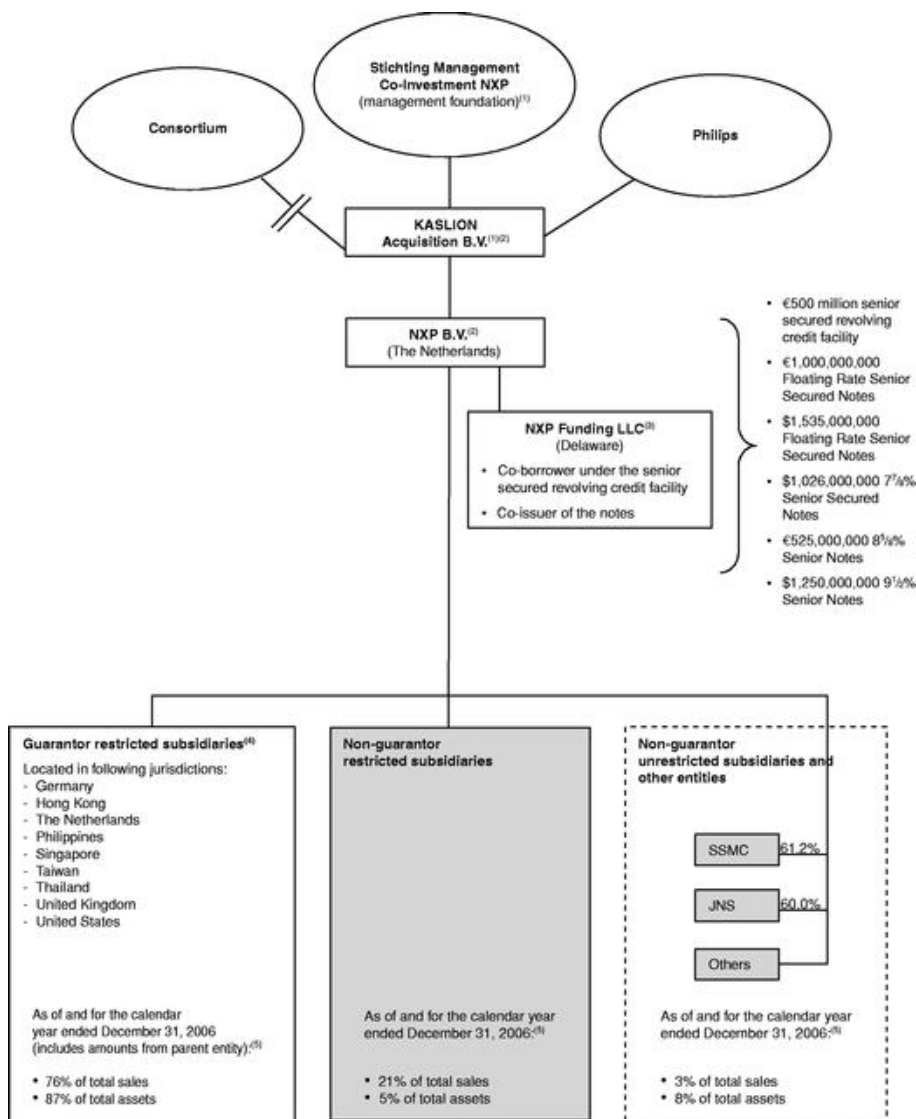 Stichting Management
Co-Investment NXP
(management foundation)⁽¹⁾
Consortium
Philips
KASLION
Acquisition B.V.⁽¹⁾⁽²⁾
NXP B.V.⁽²⁾
(The Netherlands)
NXP Funding LLC⁽³⁾
(Delaware)
• Co-borrower under the senior
secured revolving credit facility
• Co-issuer of the notes
• €500 million senior
secured revolving
credit facility
• €1,000,000,000
Floating Rate Senior
Secured Notes
• $1,535,000,000
Floating Rate Senior
Secured Notes
• $1,026,000,000 7⁷/₈%
Senior Secured
Notes
• €525,000,000 8⁵/₈%
Senior Notes
• $1,250,000,000 9¹/₂%
Senior Notes
Guarantor restricted subsidiaries⁽⁴⁾
Located in following jurisdictions:
- Germany
- Hong Kong
- The Netherlands
- Philippines
- Singapore
- Taiwan
- Thailand
- United Kingdom
- United States
As of and for the calendar
year ended December 31, 2006
(includes amounts from parent entity):⁽⁵⁾
• 76% of total sales
• 87% of total assets
Non-guarantor
restricted subsidiaries
As of and for the calendar year
ended December 31, 2006:⁽⁵⁾
• 21% of total sales
• 5% of total assets
Non-guarantor
unrestricted subsidiaries and
other entities
SSMC 61.2%
JNS 60.0%
Others
As of and for the calendar year
ended December 31, 2006:⁽⁵⁾
• 3% of total sales
• 8% of total assets